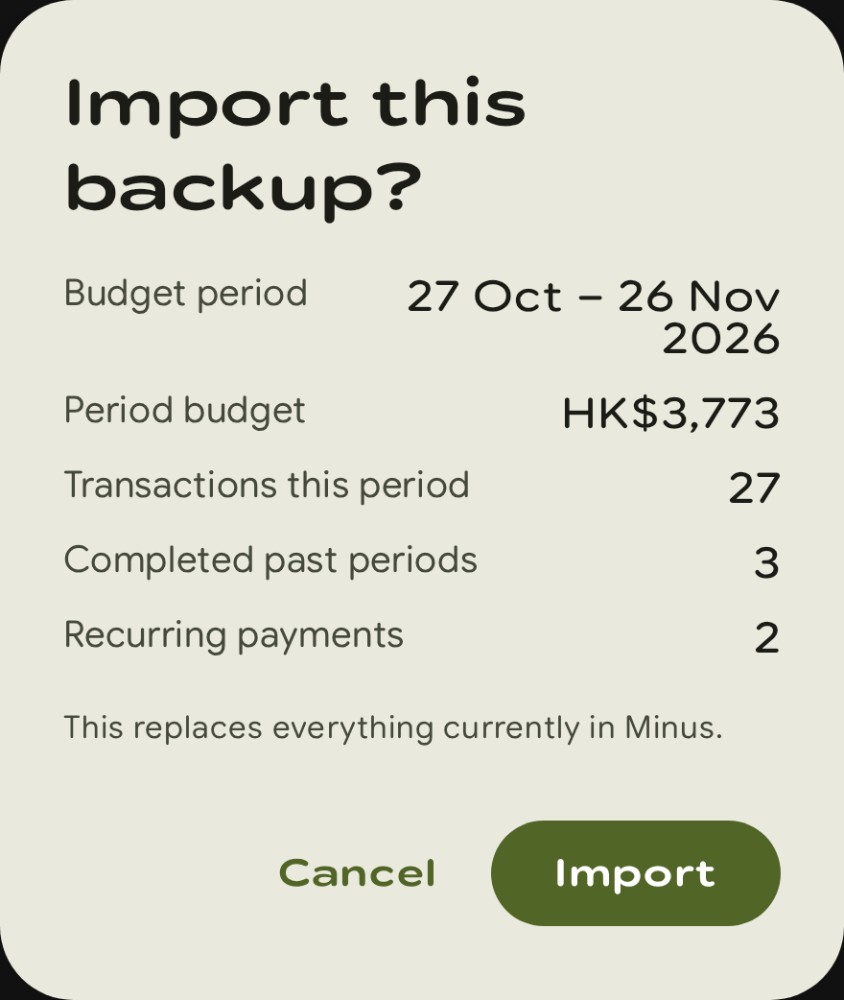 Import this
backup?
Budget period 27 Oct – 26 Nov
2026
Period budget HK$3,773
Transactions this period 27
Completed past periods 3
Recurring payments 2
This replaces everything currently in Minus.
Cancel Import